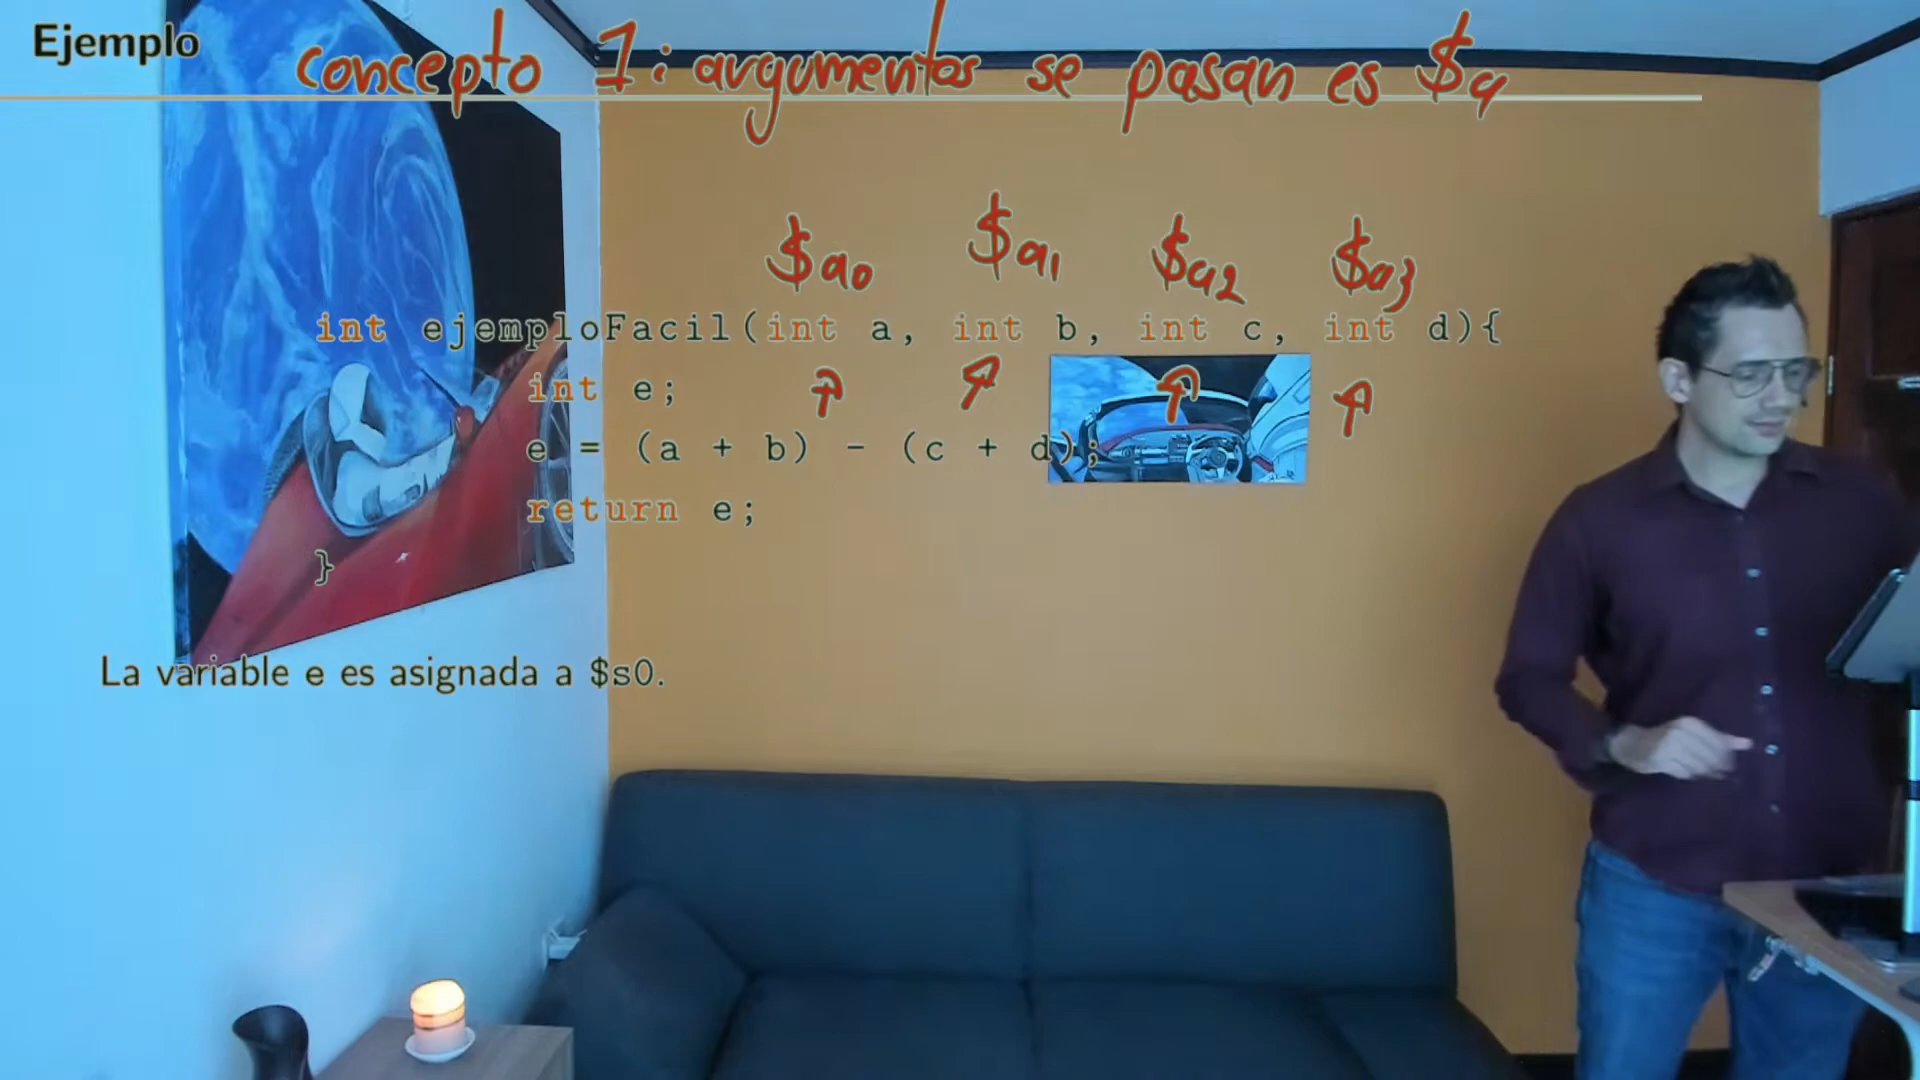 Ejemplo
concepto 1: argumentos se pasan es $a
$a0 $a1 $a2 $a3
int ejemploFacil(int a, int b, int c, int d){
int e;
e = (a + b) - (c + d);
return e;
}
La variable e es asignada a $s0.